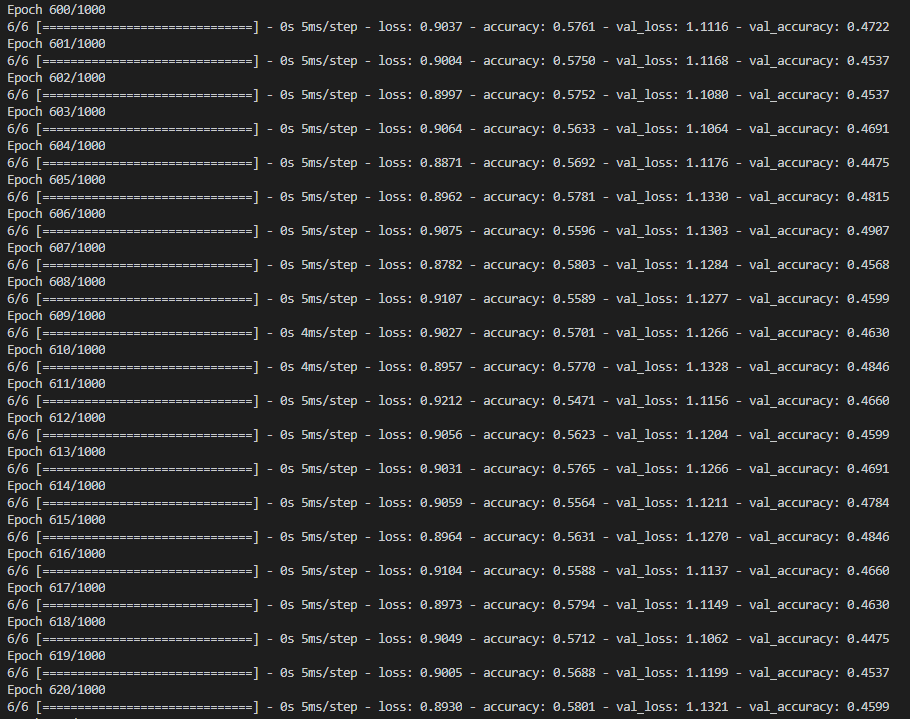 Epoch 600/1000
6/6 [==============================] - 0s 5ms/step - loss: 0.9037 - accuracy: 0.5761 - val_loss: 1.1116 - val_accuracy: 0.4722
Epoch 601/1000
6/6 [==============================] - 0s 5ms/step - loss: 0.9004 - accuracy: 0.5750 - val_loss: 1.1168 - val_accuracy: 0.4537
Epoch 602/1000
6/6 [==============================] - 0s 5ms/step - loss: 0.8997 - accuracy: 0.5752 - val_loss: 1.1080 - val_accuracy: 0.4537
Epoch 603/1000
6/6 [==============================] - 0s 5ms/step - loss: 0.9064 - accuracy: 0.5633 - val_loss: 1.1064 - val_accuracy: 0.4691
Epoch 604/1000
6/6 [==============================] - 0s 5ms/step - loss: 0.8871 - accuracy: 0.5692 - val_loss: 1.1176 - val_accuracy: 0.4475
Epoch 605/1000
6/6 [==============================] - 0s 5ms/step - loss: 0.8962 - accuracy: 0.5781 - val_loss: 1.1330 - val_accuracy: 0.4815
Epoch 606/1000
6/6 [==============================] - 0s 5ms/step - loss: 0.9075 - accuracy: 0.5596 - val_loss: 1.1303 - val_accuracy: 0.4907
Epoch 607/1000
6/6 [==============================] - 0s 5ms/step - loss: 0.8782 - accuracy: 0.5803 - val_loss: 1.1284 - val_accuracy: 0.4568
Epoch 608/1000
6/6 [==============================] - 0s 5ms/step - loss: 0.9107 - accuracy: 0.5589 - val_loss: 1.1277 - val_accuracy: 0.4599
Epoch 609/1000
6/6 [==============================] - 0s 4ms/step - loss: 0.9027 - accuracy: 0.5701 - val_loss: 1.1266 - val_accuracy: 0.4630
Epoch 610/1000
6/6 [==============================] - 0s 4ms/step - loss: 0.8957 - accuracy: 0.5770 - val_loss: 1.1328 - val_accuracy: 0.4846
Epoch 611/1000
6/6 [==============================] - 0s 5ms/step - loss: 0.9212 - accuracy: 0.5471 - val_loss: 1.1156 - val_accuracy: 0.4660
Epoch 612/1000
6/6 [==============================] - 0s 5ms/step - loss: 0.9056 - accuracy: 0.5623 - val_loss: 1.1204 - val_accuracy: 0.4599
Epoch 613/1000
6/6 [==============================] - 0s 5ms/step - loss: 0.9031 - accuracy: 0.5765 - val_loss: 1.1266 - val_accuracy: 0.4691
Epoch 614/1000
6/6 [==============================] - 0s 5ms/step - loss: 0.9059 - accuracy: 0.5564 - val_loss: 1.1211 - val_accuracy: 0.4784
Epoch 615/1000
6/6 [==============================] - 0s 5ms/step - loss: 0.8964 - accuracy: 0.5631 - val_loss: 1.1270 - val_accuracy: 0.4846
Epoch 616/1000
6/6 [==============================] - 0s 5ms/step - loss: 0.9104 - accuracy: 0.5588 - val_loss: 1.1137 - val_accuracy: 0.4660
Epoch 617/1000
6/6 [==============================] - 0s 5ms/step - loss: 0.8973 - accuracy: 0.5794 - val_loss: 1.1149 - val_accuracy: 0.4630
Epoch 618/1000
6/6 [==============================] - 0s 5ms/step - loss: 0.9049 - accuracy: 0.5712 - val_loss: 1.1062 - val_accuracy: 0.4475
Epoch 619/1000
6/6 [==============================] - 0s 5ms/step - loss: 0.9005 - accuracy: 0.5688 - val_loss: 1.1199 - val_accuracy: 0.4537
Epoch 620/1000
6/6 [==============================] - 0s 5ms/step - loss: 0.8930 - accuracy: 0.5801 - val_loss: 1.1321 - val_accuracy: 0.4599